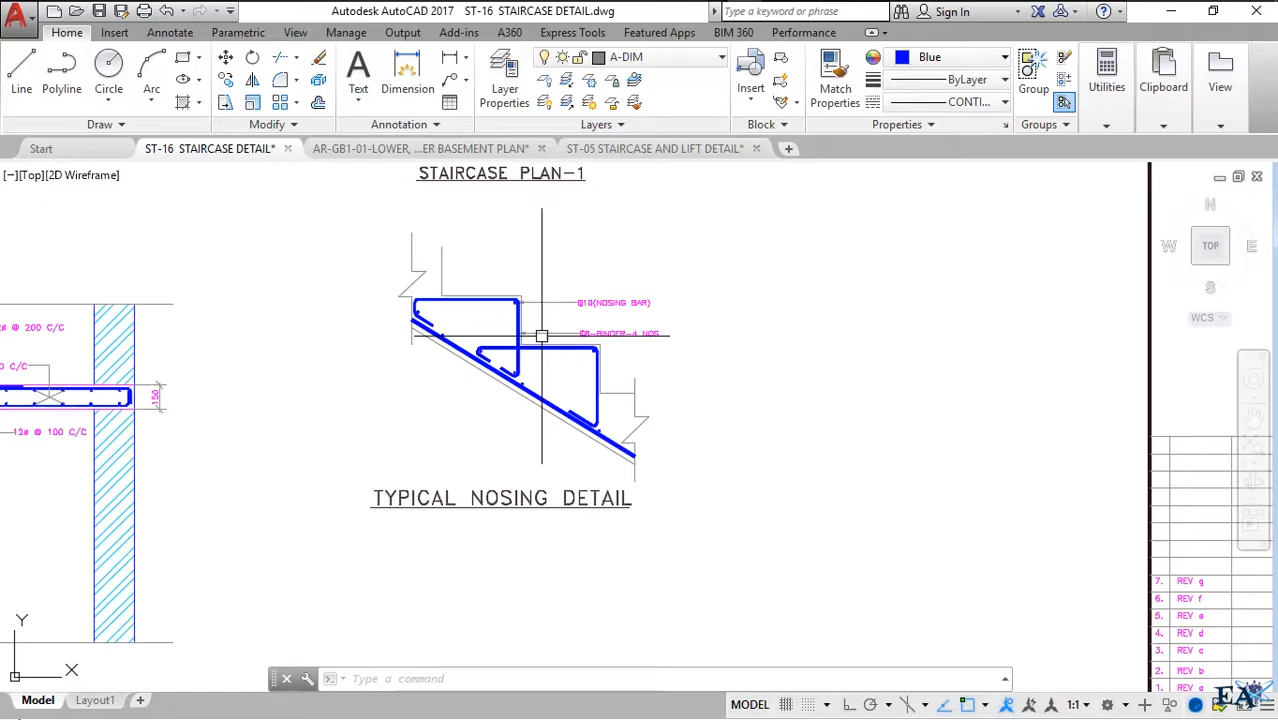 Autodesk AutoCAD 2017 ST-16 STAIRCASE DETAIL.dwg
Type a keyword or phrase
Sign In
Home Insert Annotate Parametric View Manage Output Add-ins A360 Express Tools Featured Apps BIM 360 Performance
A-DIM
Blue
ByLayer
CONTI...
Line Polyline Circle Arc Text Dimension Layer Properties Insert Match Properties Group Utilities Clipboard View
Draw Modify Annotation Layers Block Properties Groups
Start ST-16 STAIRCASE DETAIL* AR-GB1-01-LOWER, ...ER BASEMENT PLAN* ST-05 STAIRCASE AND LIFT DETAIL*
[−][Top][2D Wireframe]
STAIRCASE PLAN-1
N
W TOP E
S
WCS
@ 200 C/C
C/C
150
12ø @ 100 C/C
(NOSING BAR)
-BINDER-4 NOS
TYPICAL NOSING DETAIL
7. REV g
6. REV f
5. REV e
4. REV d
3. REV c
2. REV b
1. REV a
Y
X
Type a command
Model Layout1
MODEL
1:1
EA